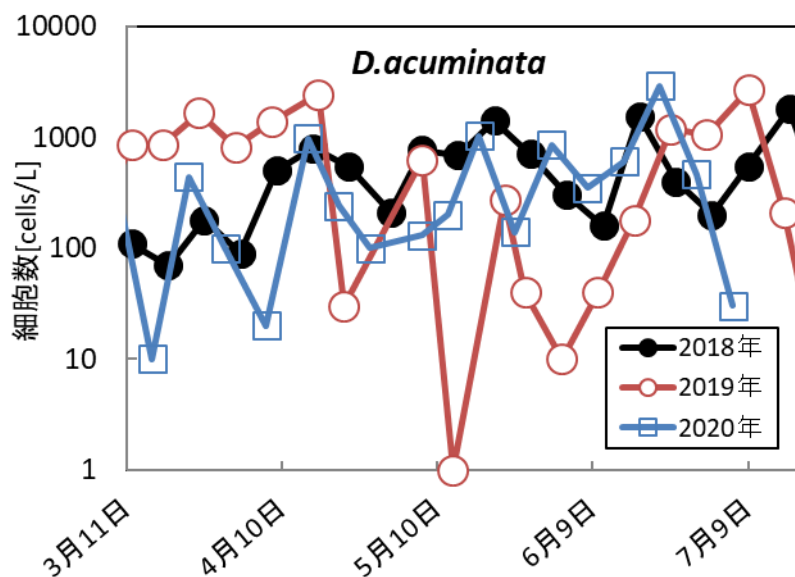 10000
D.acuminata
1000
100
10
1
細胞数[cells/L]
2018年
2019年
2020年
3月11日
4月10日
5月10日
6月9日
7月9日